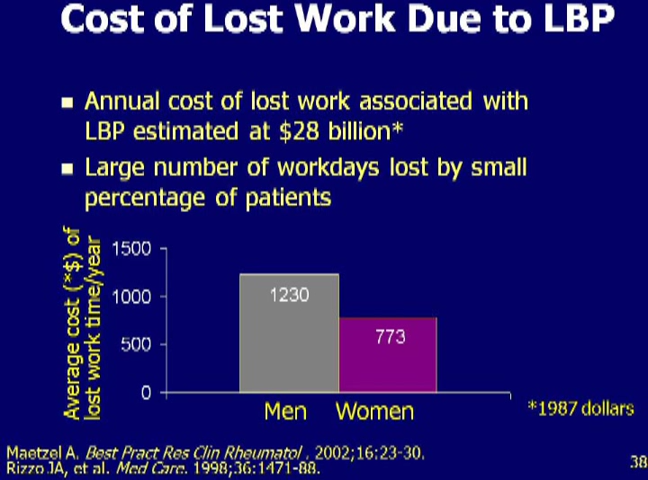 Cost of Lost Work Due to LBP
■ Annual cost of lost work associated with
LBP estimated at $28 billion*
■ Large number of workdays lost by small
percentage of patients
Average cost (*$) of
lost work time/year
1500
1000
500
0
1230
773
Men Women
*1987 dollars
Maetzel A. Best Pract Res Clin Rheumatol . 2002;16:23-30.
Rizzo JA, et al. Med Care. 1998;36:1471-88.
38